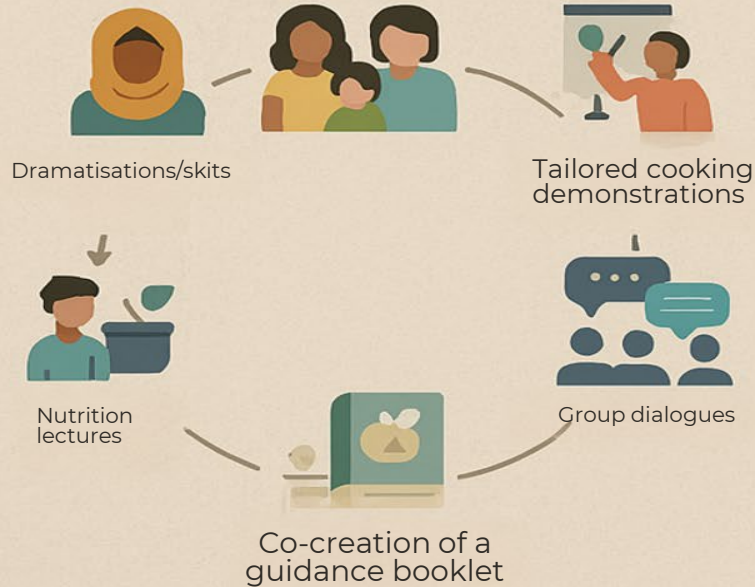 Dramatisations/skits
Tailored cooking
demonstrations
Nutrition
lectures
Group dialogues
Co-creation of a
guidance booklet